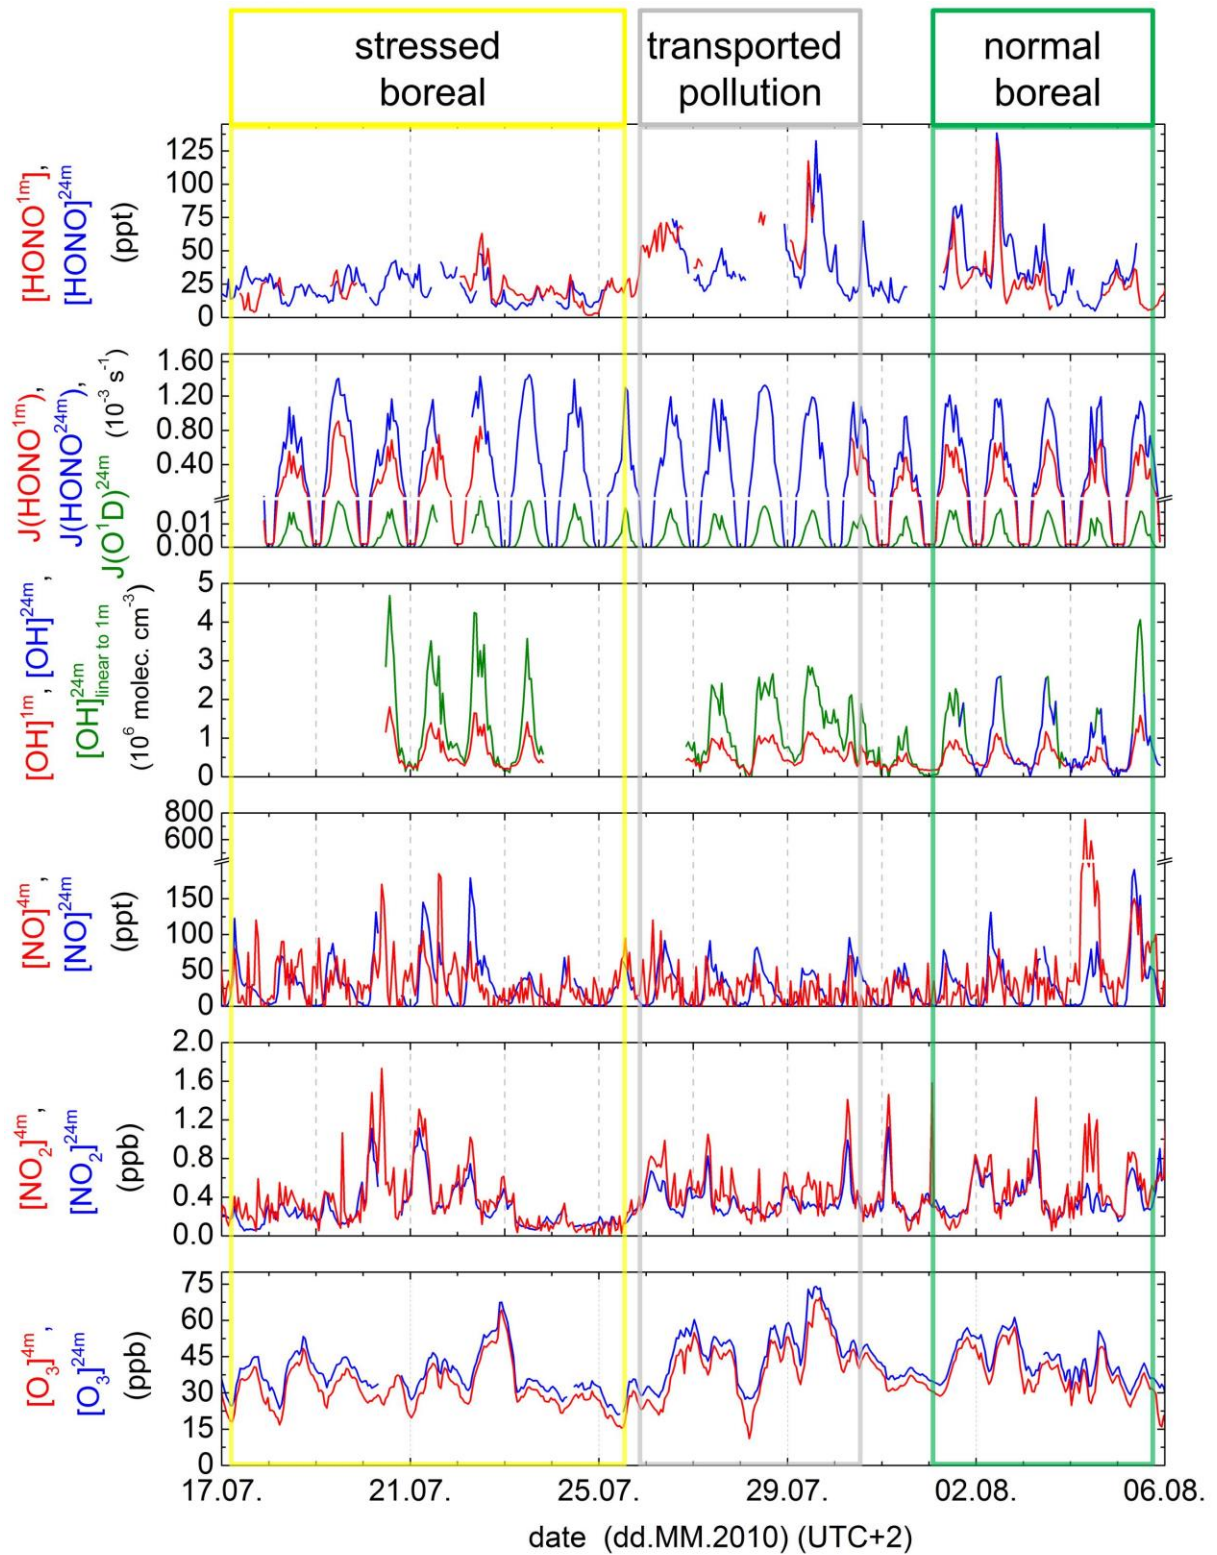 stressed
boreal
transported
pollution
normal
boreal
[HONO¹ᵐ],
[HONO]²⁴ᵐ
(ppt)
125
100
75
50
25
0
J(HONO¹ᵐ),
J(HONO²⁴ᵐ),
J(O¹D)²⁴ᵐ (10⁻³ s⁻¹)
1.60
1.20
0.80
0.40
0.01
0.00
[OH]¹ᵐ, [OH]²⁴ᵐ,
[OH]²⁴ᵐ linear to 1m
(10⁶ molec. cm⁻³)
5
4
3
2
1
0
[NO]⁴ᵐ,
[NO]²⁴ᵐ
(ppt)
800
600
150
100
50
0
[NO₂]⁴ᵐ,
[NO₂]²⁴ᵐ
(ppb)
2.0
1.6
1.2
0.8
0.4
0.0
[O₃]⁴ᵐ,
[O₃]²⁴ᵐ
(ppb)
75
60
45
30
15
0
17.07. 21.07. 25.07. 29.07. 02.08. 06.08.
date (dd.MM.2010) (UTC+2)